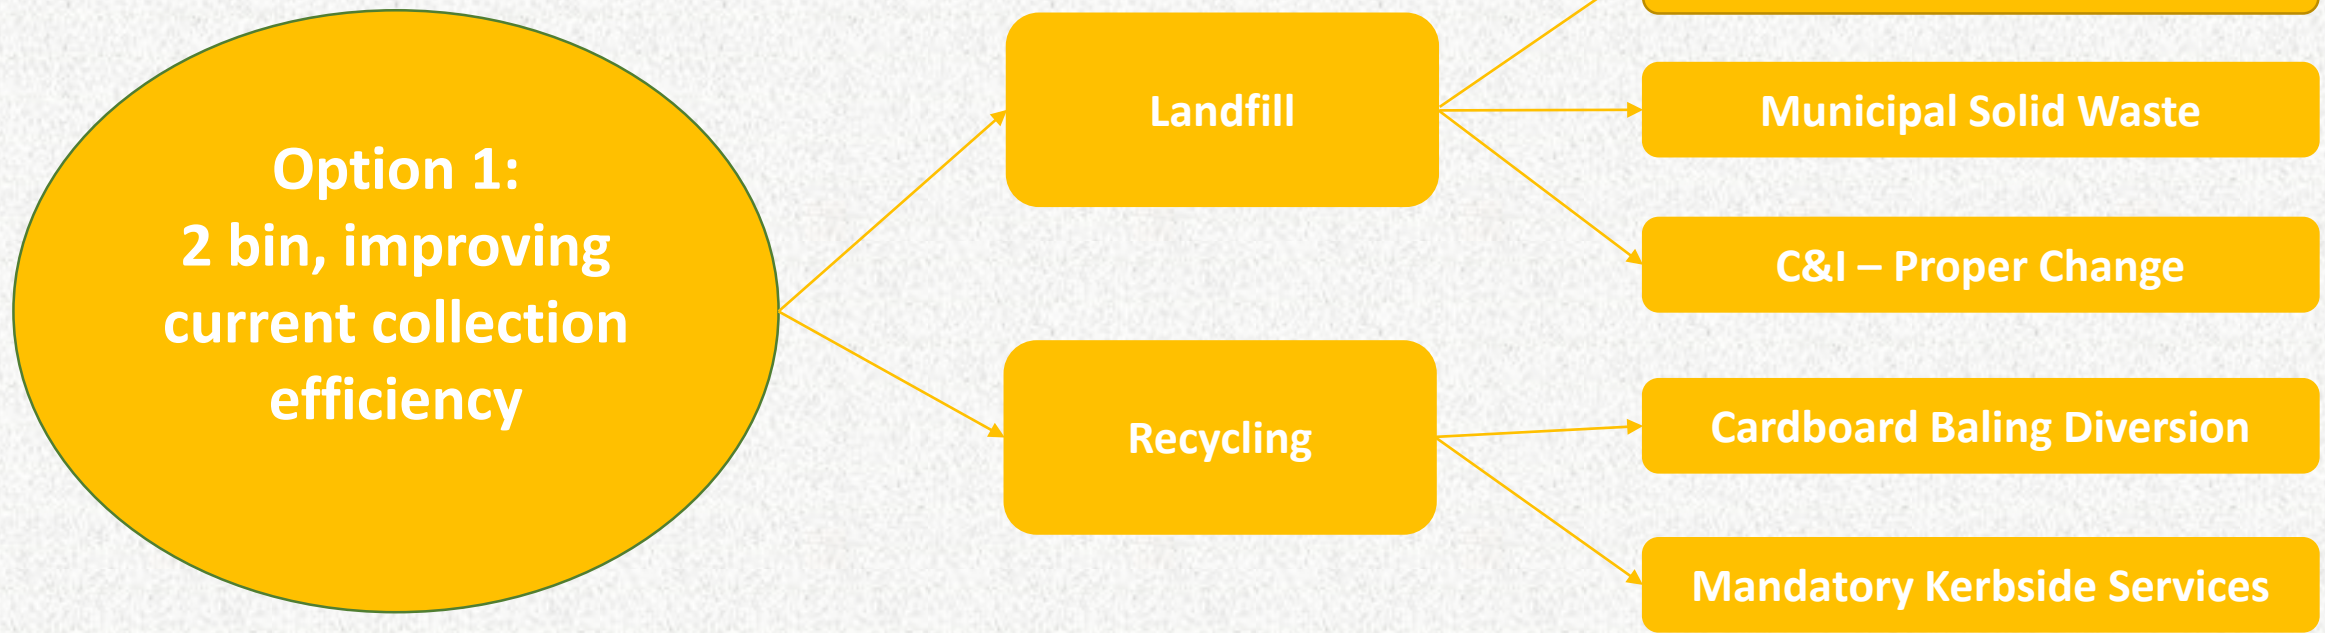 Option 1:
2 bin, improving
current collection
efficiency
Landfill
Recycling
Municipal Solid Waste
C&I – Proper Change
Cardboard Baling Diversion
Mandatory Kerbside Services